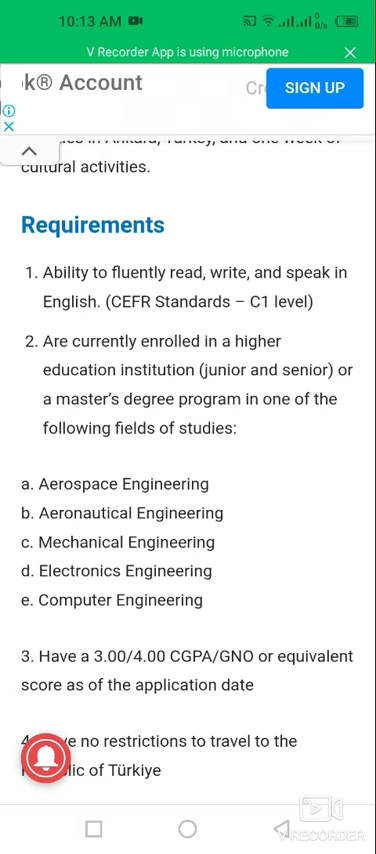 10:13 AM
0
B/s
V Recorder App is using microphone
k® Account
SIGN UP
cultural activities.
Requirements
1. Ability to fluently read, write, and speak in
English. (CEFR Standards – C1 level)
2. Are currently enrolled in a higher
education institution (junior and senior) or
a master's degree program in one of the
following fields of studies:
a. Aerospace Engineering
b. Aeronautical Engineering
c. Mechanical Engineering
d. Electronics Engineering
e. Computer Engineering
3. Have a 3.00/4.00 CGPA/GNO or equivalent
score as of the application date
no restrictions to travel to the
of Türkiye
V RECORDER